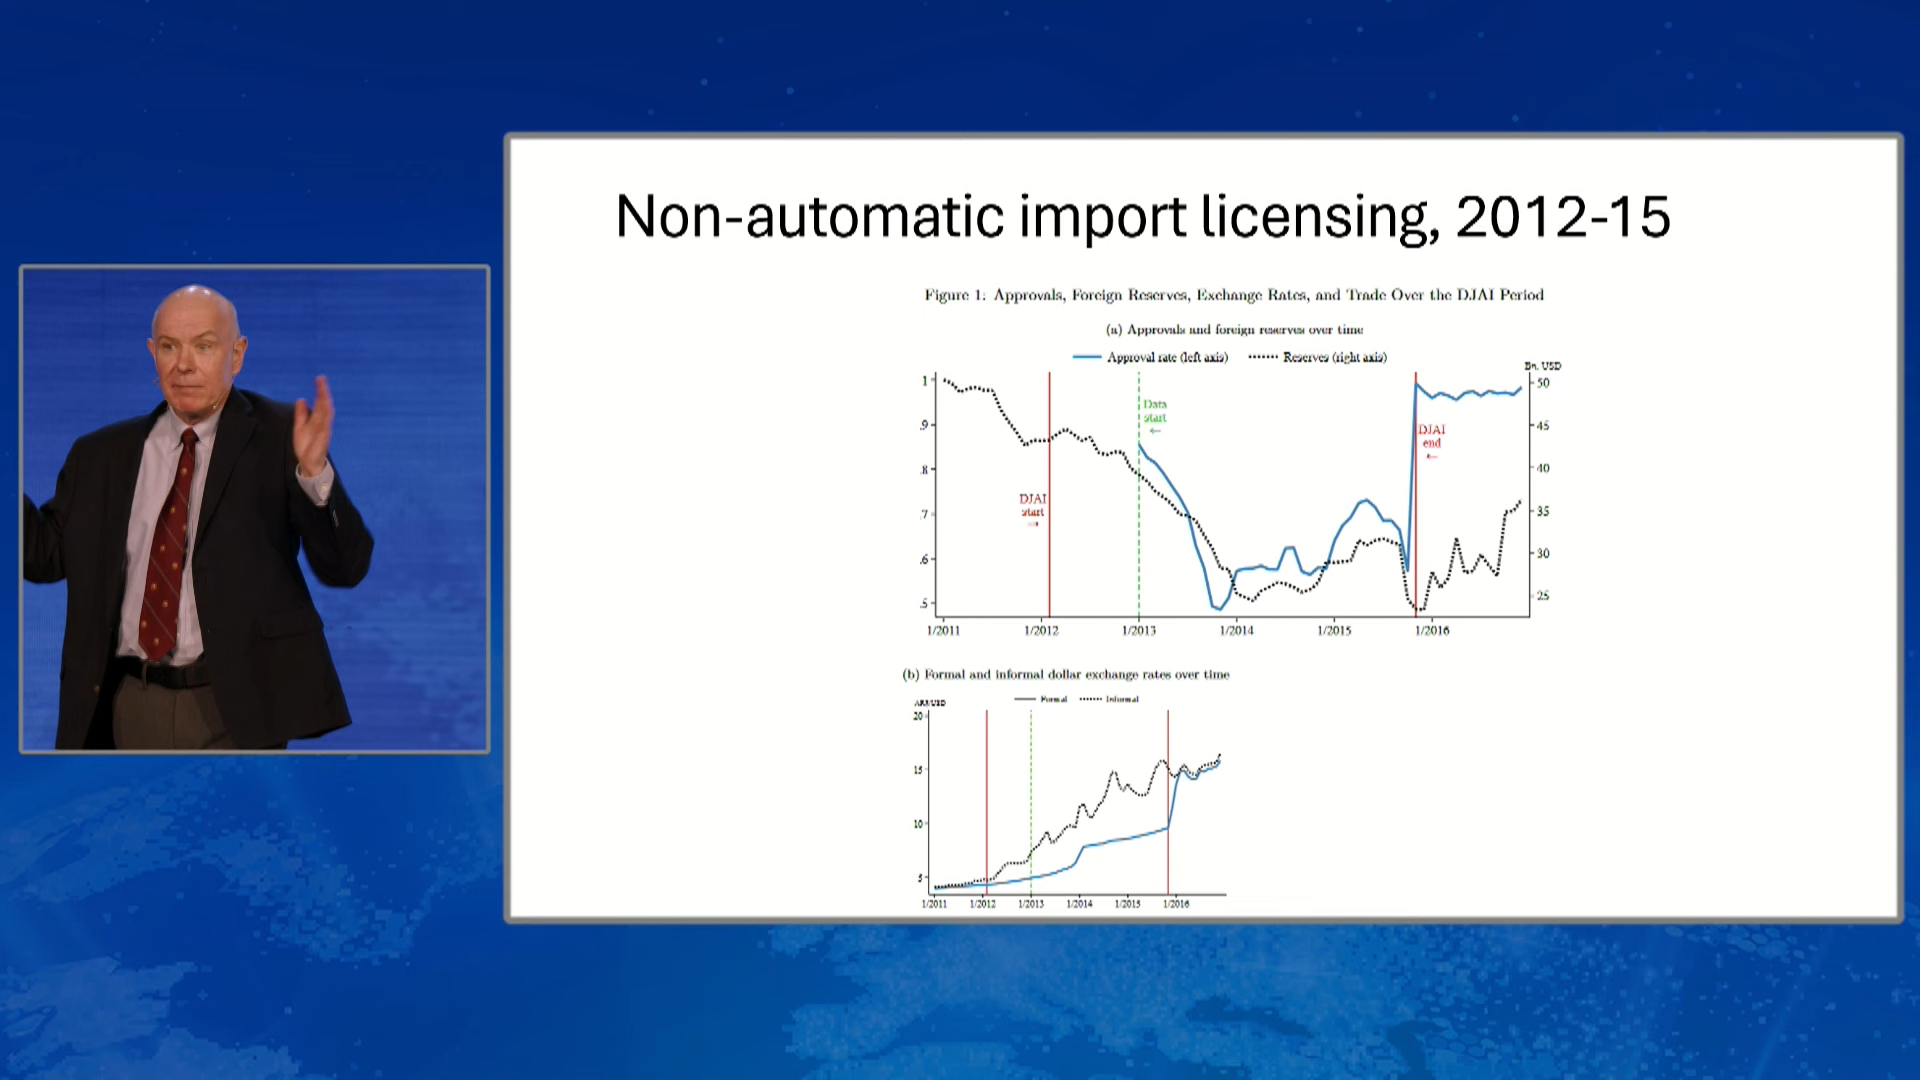 Non-automatic import licensing, 2012-15
Figure 1: Approvals, Foreign Reserves, Exchange Rates, and Trade Over the DJAI Period
(a) Approvals and foreign reserves over time
Approval rate (left axis) Reserves (right axis)
Bn. USD
1 50
.9 45
.8 40
.7 35
.6 30
.5 25
DJAI
start
→
Data
start
←
DJAI
end
←
1/2011 1/2012 1/2013 1/2014 1/2015 1/2016
(b) Formal and informal dollar exchange rates over time
Formal Informal
ARS/USD
20
15
10
5
1/2011 1/2012 1/2013 1/2014 1/2015 1/2016